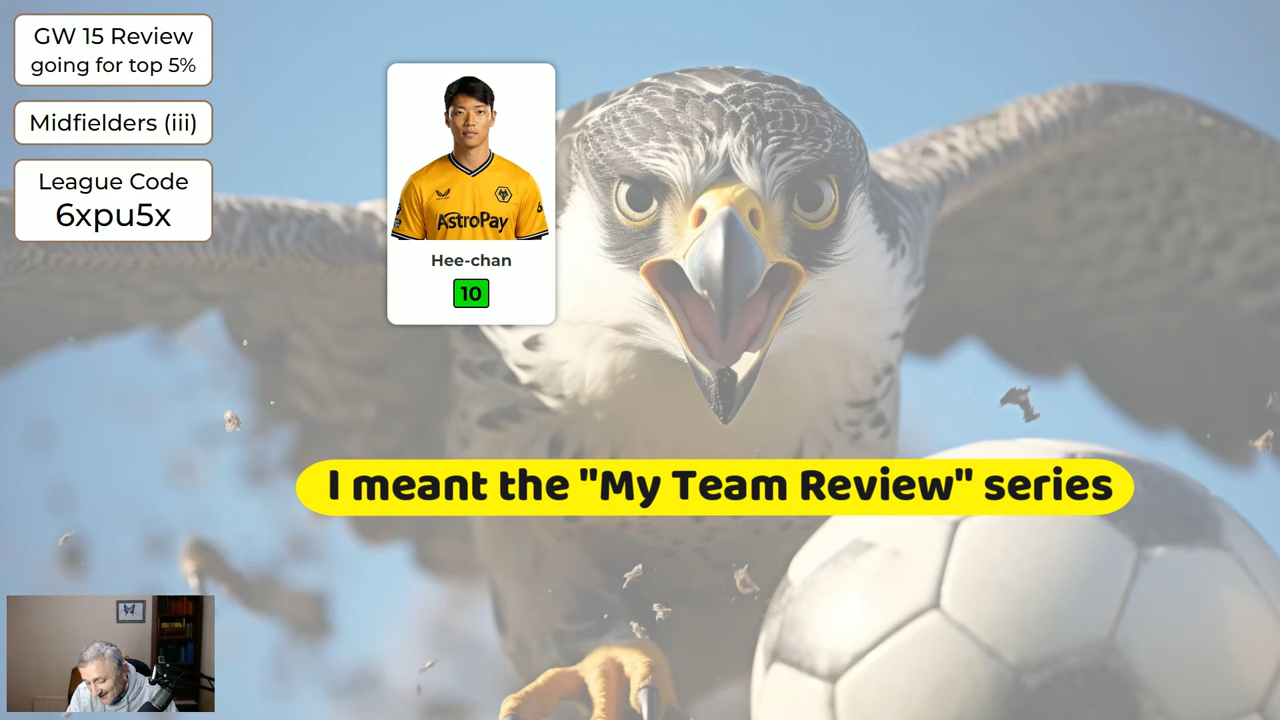 GW 15 Review
going for top 5%
Midfielders (iii)
League Code
6xpu5x
AstroPay
Hee-chan
10
I meant the "My Team Review" series